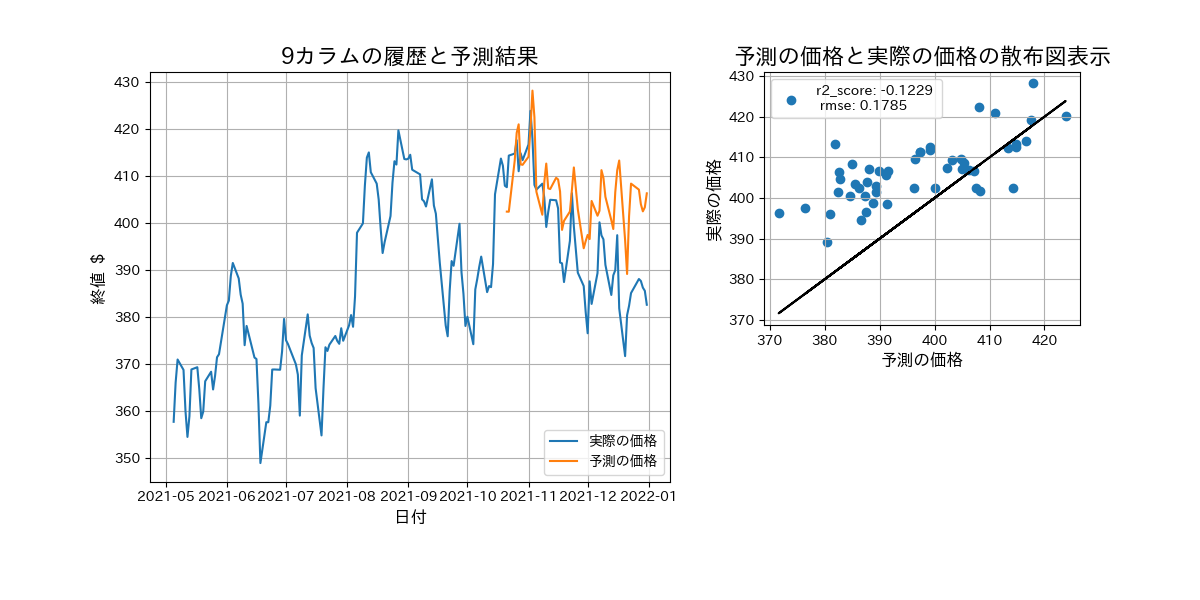 9カラムの履歴と予測結果
430
420
410
400
390
380
370
360
350
終値 $
2021-05 2021-06 2021-07 2021-08 2021-09 2021-10 2021-11 2021-12 2022-01
日付
実際の価格
予測の価格
予測の価格と実際の価格の散布図表示
r2_score: -0.1229
rmse: 0.1785
430
420
410
400
390
380
370
実際の価格
370 380 390 400 410 420
予測の価格